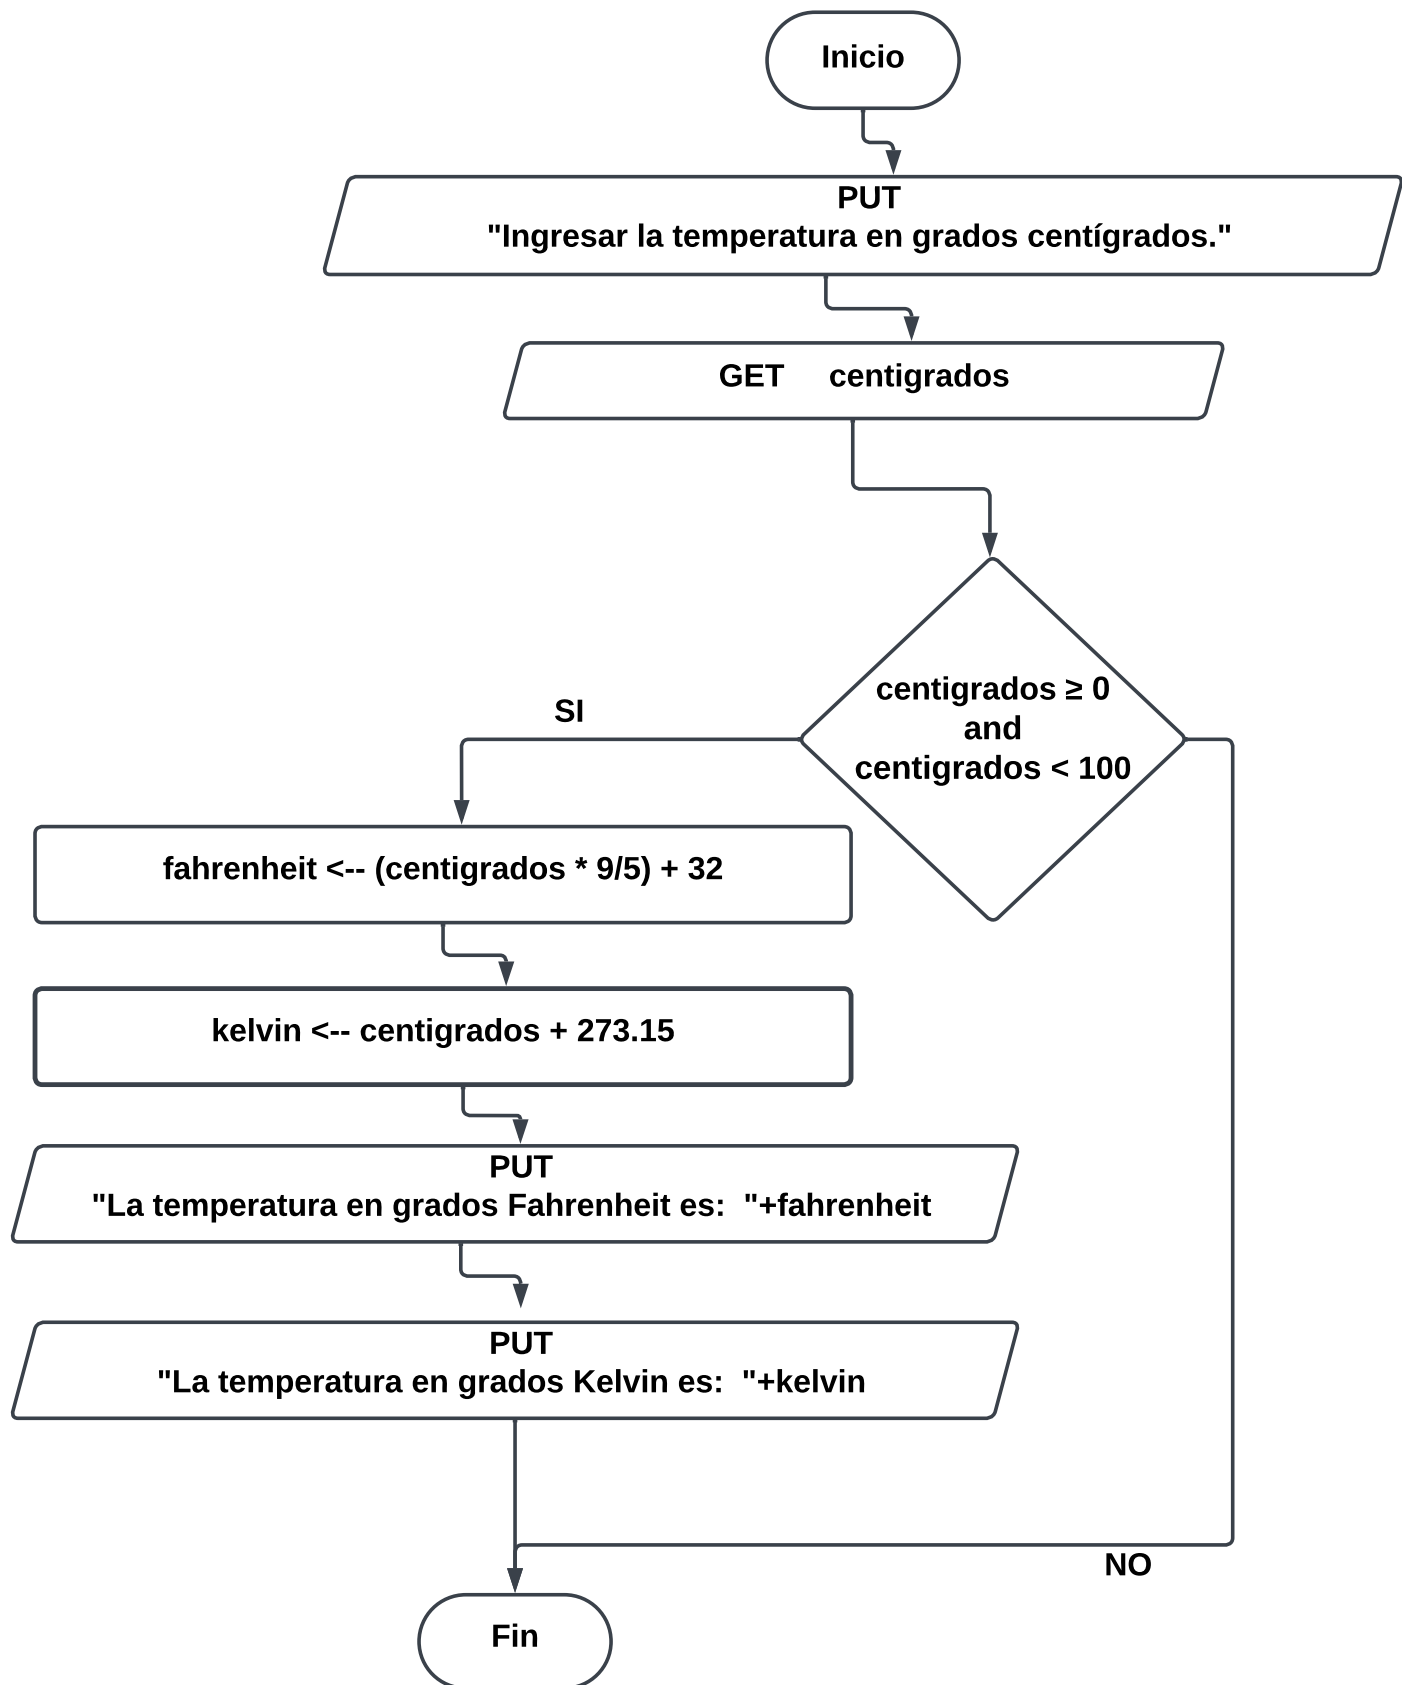 Inicio
PUT
"Ingresar la temperatura en grados centígrados."
GET centigrados
centigrados ≥ 0
and
centigrados < 100
SI
fahrenheit <-- (centigrados * 9/5) + 32
kelvin <-- centigrados + 273.15
PUT
"La temperatura en grados Fahrenheit es:  "+fahrenheit
PUT
"La temperatura en grados Kelvin es:  "+kelvin
NO
Fin